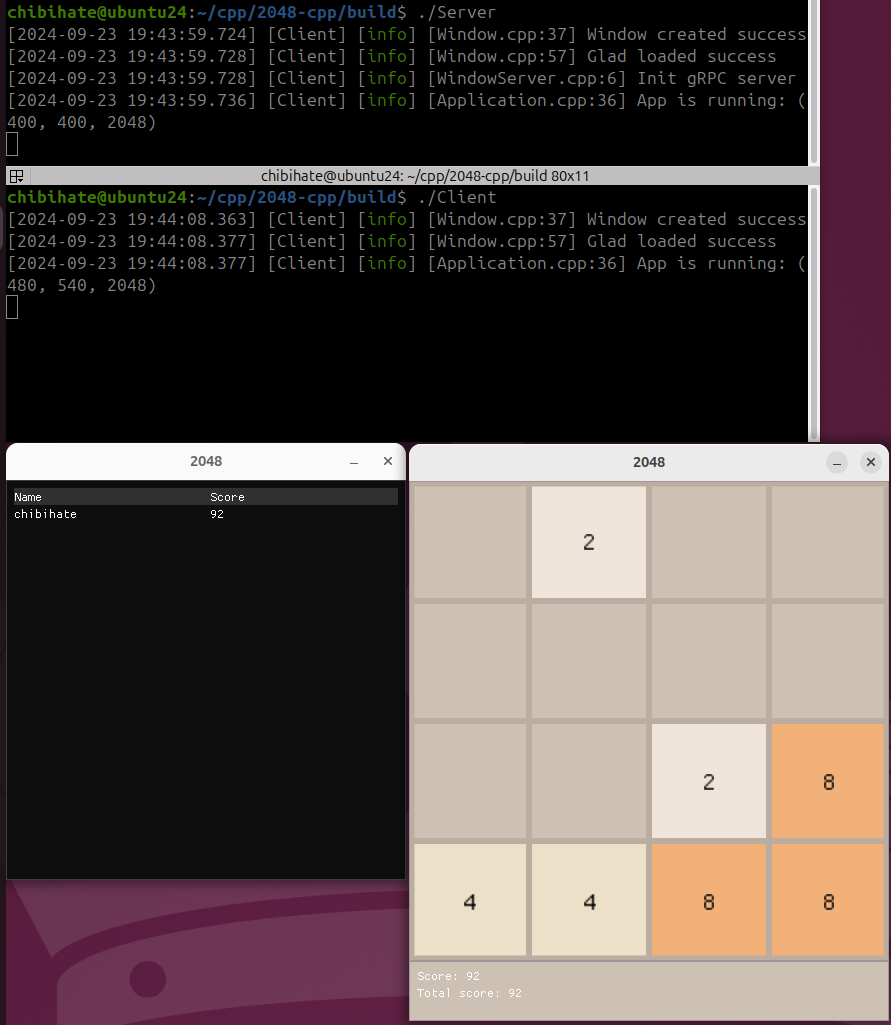 chibihate@ubuntu24:~/cpp/2048-cpp/build$ ./Server
[2024-09-23 19:43:59.724] [Client] [info] [Window.cpp:37] Window created success
[2024-09-23 19:43:59.728] [Client] [info] [Window.cpp:57] Glad loaded success
[2024-09-23 19:43:59.728] [Client] [info] [WindowServer.cpp:6] Init gRPC server
[2024-09-23 19:43:59.736] [Client] [info] [Application.cpp:36] App is running: (
400, 400, 2048)
chibihate@ubuntu24: ~/cpp/2048-cpp/build 80x11
chibihate@ubuntu24:~/cpp/2048-cpp/build$ ./Client
[2024-09-23 19:44:08.363] [Client] [info] [Window.cpp:37] Window created success
[2024-09-23 19:44:08.377] [Client] [info] [Window.cpp:57] Glad loaded success
[2024-09-23 19:44:08.377] [Client] [info] [Application.cpp:36] App is running: (
480, 540, 2048)
2048
Name Score
chibihate 92
2048
2
2 8
4 4 8 8
Score: 92
Total score: 92